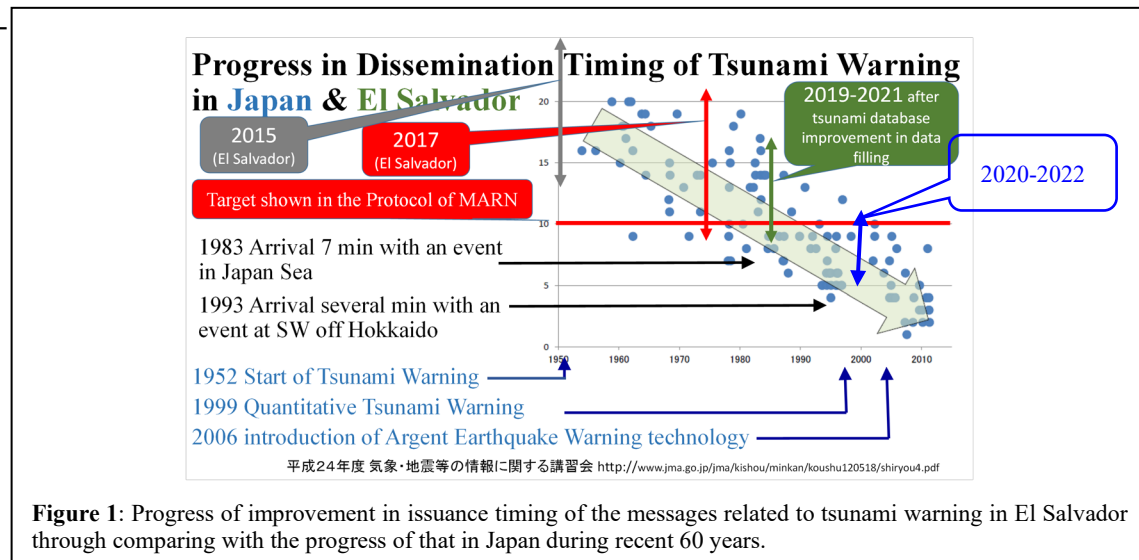 Progress in Dissemination Timing of Tsunami Warning
in Japan & El Salvador
2015
(El Salvador)
2017
(El Salvador)
2019-2021 after
tsunami database
improvement in data
filling
2020-2022
Target shown in the Protocol of MARN
20
15
10
5
0
1983 Arrival 7 min with an event
in Japan Sea
1993 Arrival several min with an
event at SW off Hokkaido
1950 1960 1970 1980 1990 2000 2010
1952 Start of Tsunami Warning
1999 Quantitative Tsunami Warning
2006 introduction of Argent Earthquake Warning technology
平成24年度 気象・地震等の情報に関する講習会 http://www.jma.go.jp/jma/kishou/minkan/koushu120518/shiryou4.pdf
Figure 1: Progress of improvement in issuance timing of the messages related to tsunami warning in El Salvador
through comparing with the progress of that in Japan during recent 60 years.